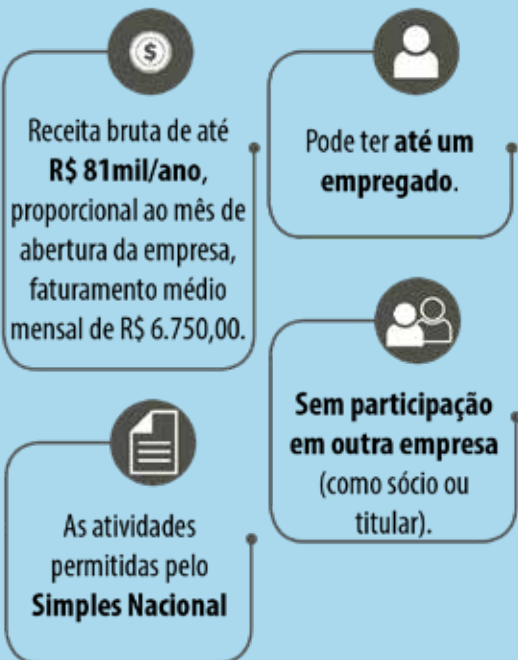 $
Receita bruta de até
R$ 81mil/ano,
proporcional ao mês de
abertura da empresa,
faturamento médio
mensal de R$ 6.750,00.
Pode ter até um
empregado.
Sem participação
em outra empresa
(como sócio ou
titular).
As atividades
permitidas pelo
Simples Nacional